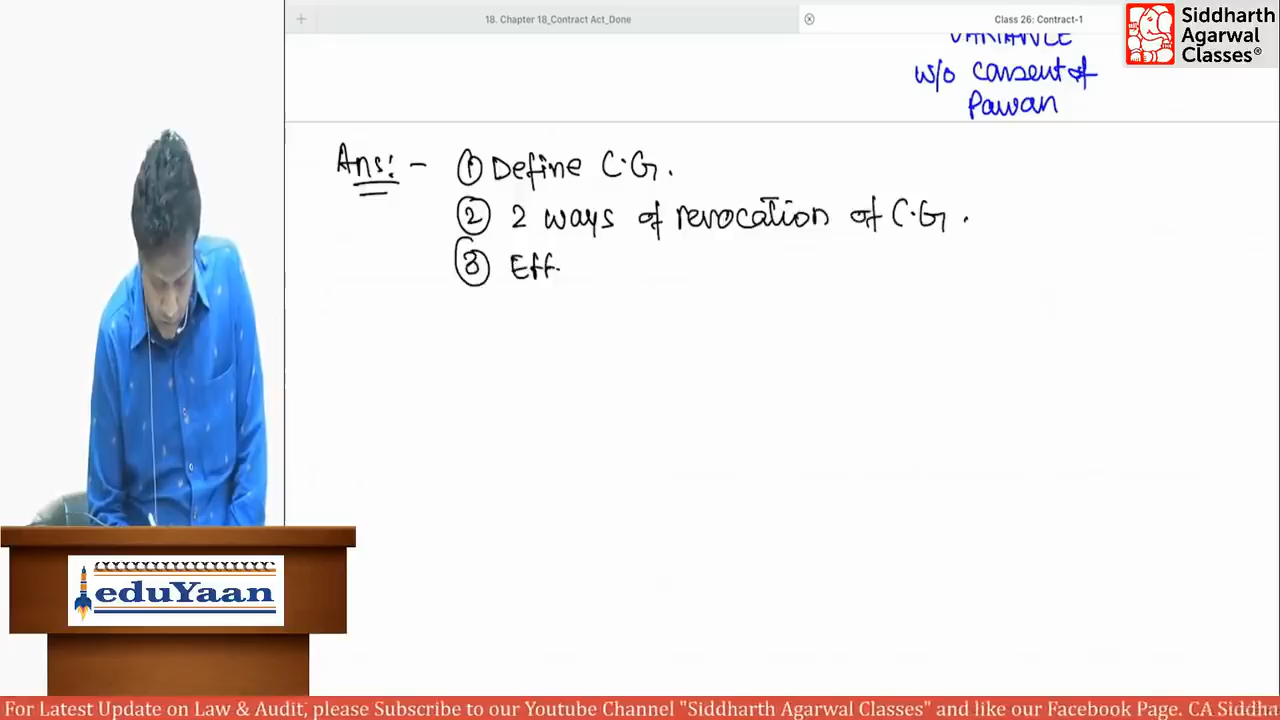 18. Chapter 18_Contract Act_Done
Class 26: Contract-1
Siddharth
Agarwal
Classes®
VARIANCE
w/o consent of
Pawan
Ans:- ① Define C.G.
② 2 ways of revocation of C.G.
③ Eff.
eduYaan
For Latest Update on Law & Audit, please Subscribe to our Youtube Channel "Siddharth Agarwal Classes" and like our Facebook Page. CA Siddha